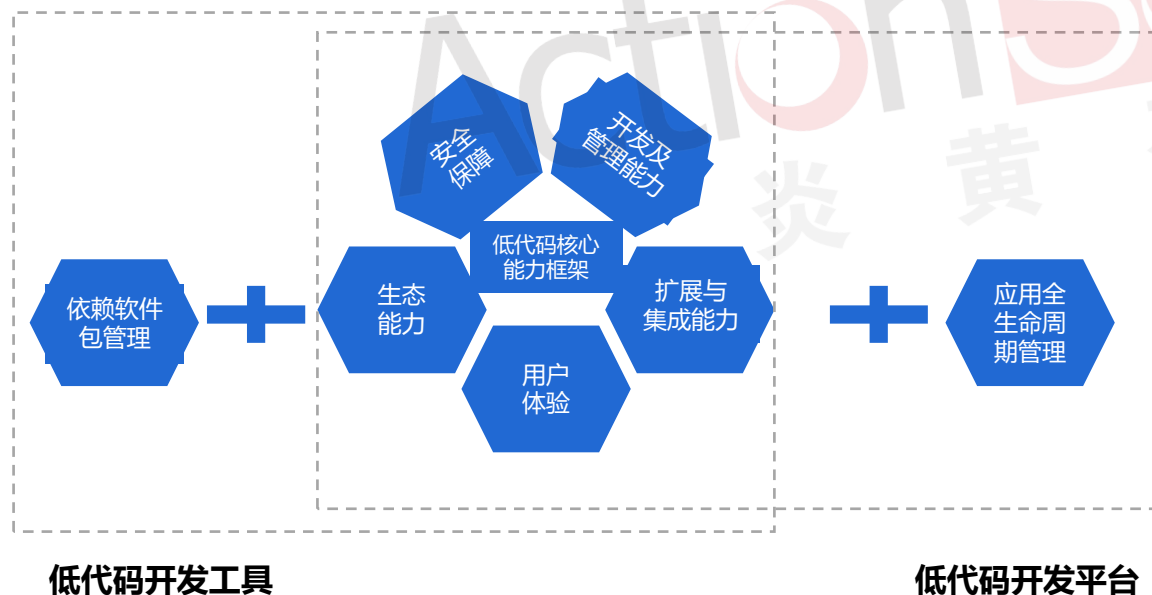 Action
炎 黄
安全
保障
开发及
管理能力
低代码核心
能力框架
依赖软件
包管理
生态
能力
扩展与
集成能力
应用全
生命周
期管理
用户
体验
低代码开发工具
低代码开发平台